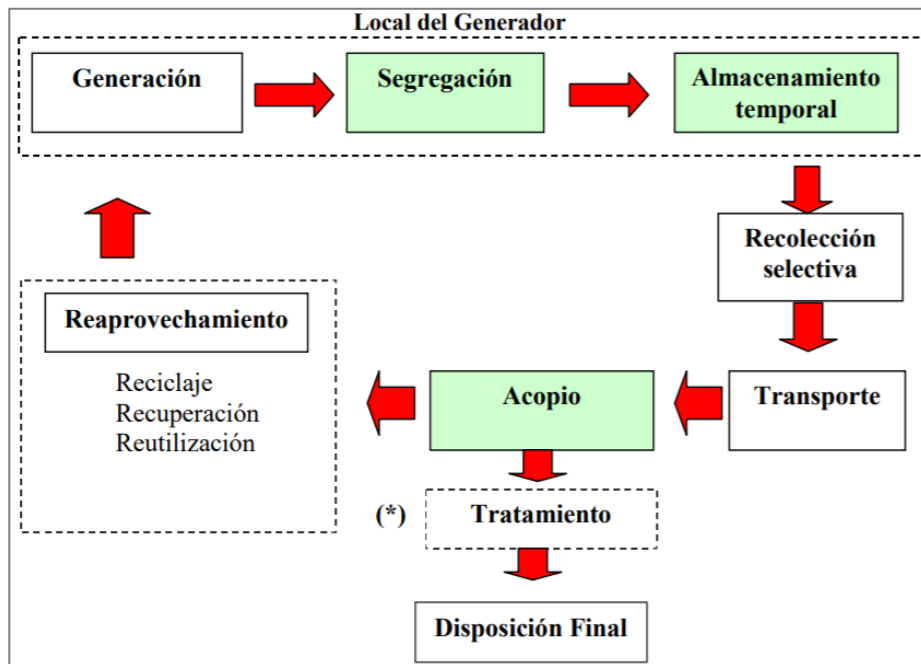 Local del Generador
Generación
Segregación
Almacenamiento
temporal
Recolección
selectiva
Reaprovechamiento
Reciclaje
Recuperación
Reutilización
Acopio
Transporte
(*)
Tratamiento
Disposición Final